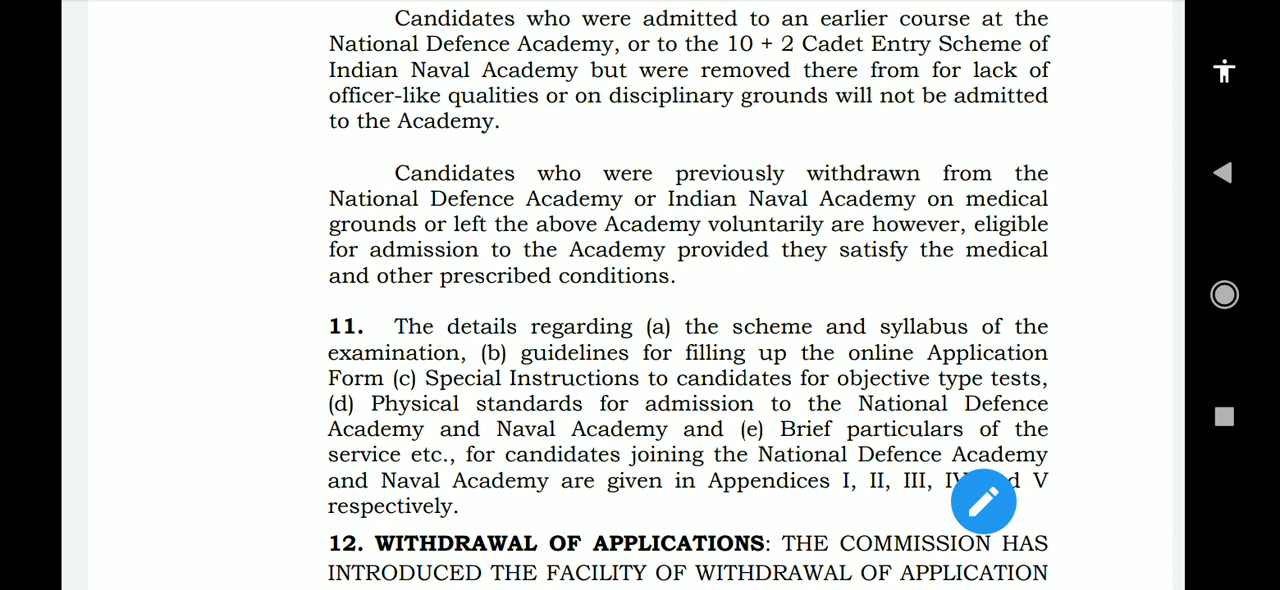 Candidates who were admitted to an earlier course at the
National Defence Academy, or to the 10 + 2 Cadet Entry Scheme of
Indian Naval Academy but were removed there from for lack of
officer-like qualities or on disciplinary grounds will not be admitted
to the Academy.
Candidates who were previously withdrawn from the
National Defence Academy or Indian Naval Academy on medical
grounds or left the above Academy voluntarily are however, eligible
for admission to the Academy provided they satisfy the medical
and other prescribed conditions.
11. The details regarding (a) the scheme and syllabus of the
examination, (b) guidelines for filling up the online Application
Form (c) Special Instructions to candidates for objective type tests,
(d) Physical standards for admission to the National Defence
Academy and Naval Academy and (e) Brief particulars of the
service etc., for candidates joining the National Defence Academy
and Naval Academy are given in Appendices I, II, III, V
respectively.
12. WITHDRAWAL OF APPLICATIONS: THE COMMISSION HAS
INTRODUCED THE FACILITY OF WITHDRAWAL OF APPLICATION